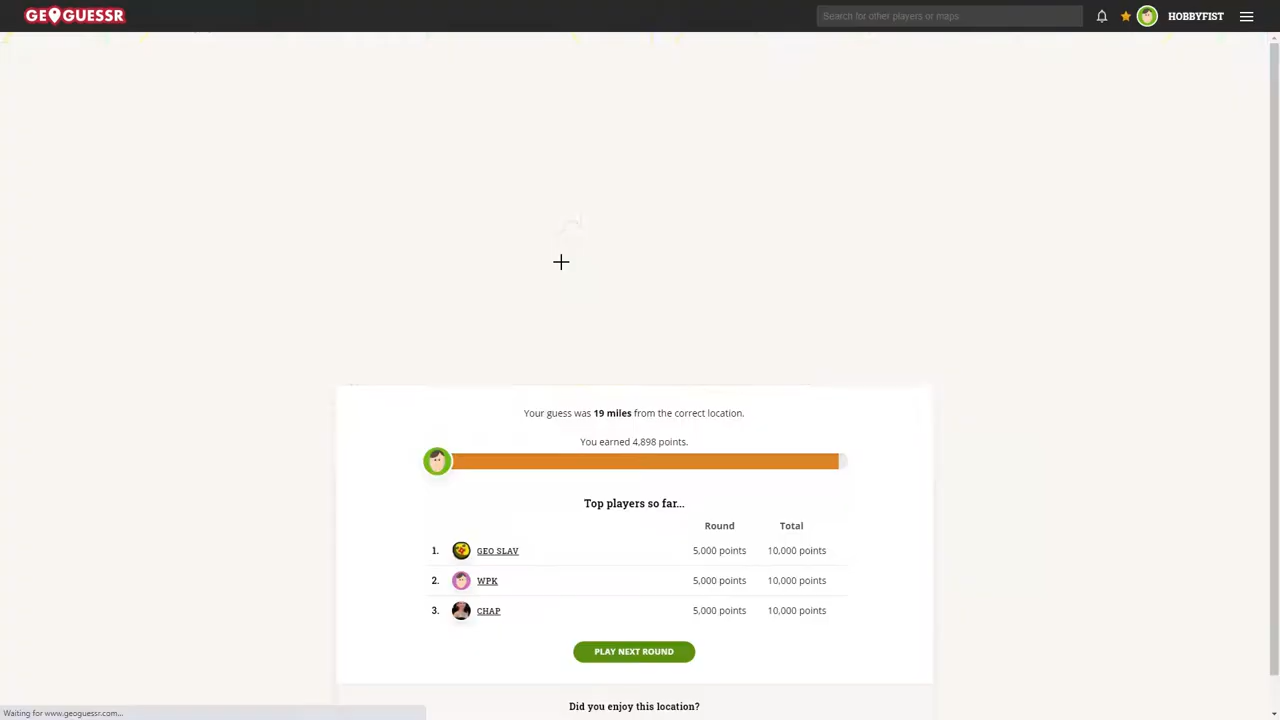 GEOGUESSR
Search for other players or maps
HOBBYFIST
Your guess was 19 miles from the correct location.
You earned 4,898 points.
Top players so far...
Round Total
1. GEO SLAV 5,000 points 10,000 points
2. WPK 5,000 points 10,000 points
3. CHAP 5,000 points 10,000 points
PLAY NEXT ROUND
Did you enjoy this location?
Waiting for www.geoguessr.com...